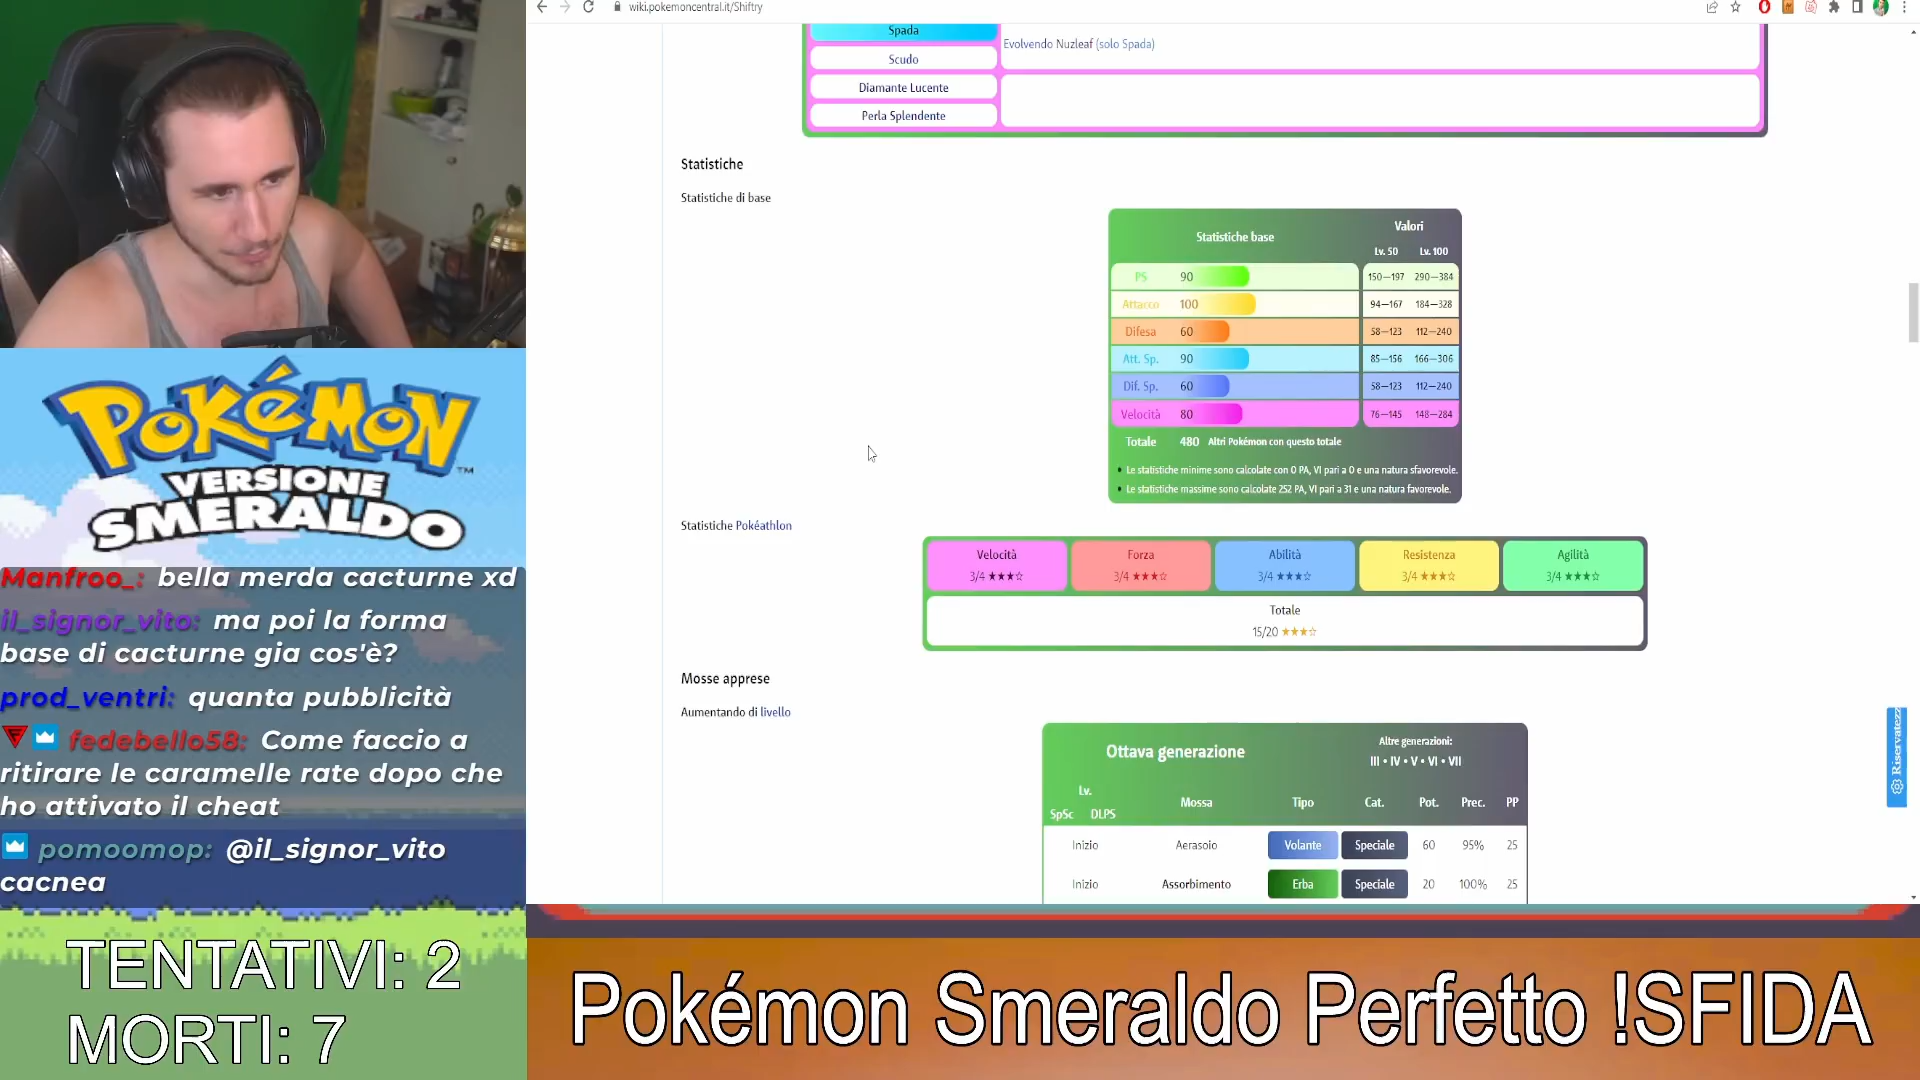 wiki.pokemoncentral.it/Shiftry
Spada
Evolvendo Nuzleaf (solo Spada)
Scudo
Diamante Lucente
Perla Splendente
Statistiche
Statistiche di base
Statistiche base
Valori
Lv. 50 Lv. 100
PS 90 150—197 290—384
Attacco 100 94—167 184—328
Difesa 60 58—123 112—240
Att. Sp. 90 85—156 166—306
Dif. Sp. 60 58—123 112—240
Velocità 80 76—145 148—284
Totale 480 Altri Pokémon con questo totale
• Le statistiche minime sono calcolate con 0 PA, VI pari a 0 e una natura sfavorevole.
• Le statistiche massime sono calcolate 252 PA, VI pari a 31 e una natura favorevole.
Statistiche Pokéathlon
Velocità Forza Abilità Resistenza Agilità
3/4 ★★★☆ 3/4 ★★★☆ 3/4 ★★★☆ 3/4 ★★★☆ 3/4 ★★★☆
Totale
15/20 ★★★☆
Mosse apprese
Aumentando di livello
Ottava generazione
Altre generazioni:
III • IV • V • VI • VII
Lv.
SpSc DLPS
Mossa Tipo Cat. Pot. Prec. PP
Inizio Aerasoio Volante Speciale 60 95% 25
Inizio Assorbimento Erba Speciale 20 100% 25
POKéMON
™
VERSIONE
SMERALDO
Manfroo_: bella merda cacturne xd
il_signor_vito: ma poi la forma
base di cacturne gia cos'è?
prod_ventri: quanta pubblicità
fedebello58: Come faccio a
ritirare le caramelle rate dopo che
ho attivato il cheat
pomoomop: @il_signor_vito
cacnea
TENTATIVI: 2
MORTI: 7
Pokémon Smeraldo Perfetto !SFIDA